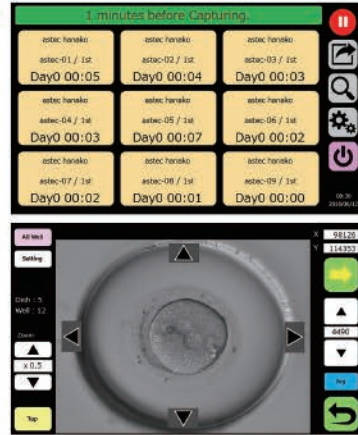 1 minutes before Capturing.
astec hanako
astec-01 / 1st
Day0 00:05
astec hanako
astec-02 / 1st
Day0 00:04
astec hanako
astec-03 / 1st
Day0 00:03
astec hanako
astec-04 / 1st
Day0 00:03
astec hanako
astec-05 / 1st
Day0 00:07
astec hanako
astec-06 / 1st
Day0 00:02
astec hanako
astec-07 / 1st
Day0 00:02
astec hanako
astec-08 / 1st
Day0 00:01
astec hanako
astec-09 / 1st
Day0 00:00
All Well
Setting
Dish : 5
Well : 12
Zoom
x 0.5
Top
X 98126
Y 114353
4490